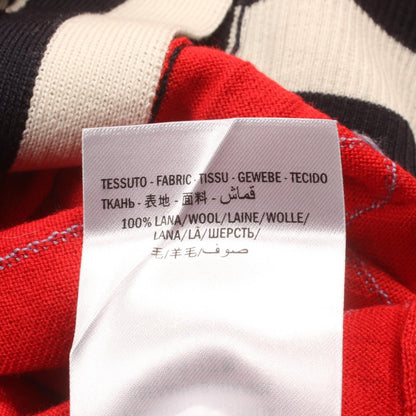 TESSUTO - FABRIC - TISSU - GEWEBE - TECIDO
ТКАНЬ - 表地 - 面料 - قماش
100% LANA/WOOL/LAINE/WOLLE/
LANA/LÃ/ШЕРСТЬ/
毛/羊毛/ صوف